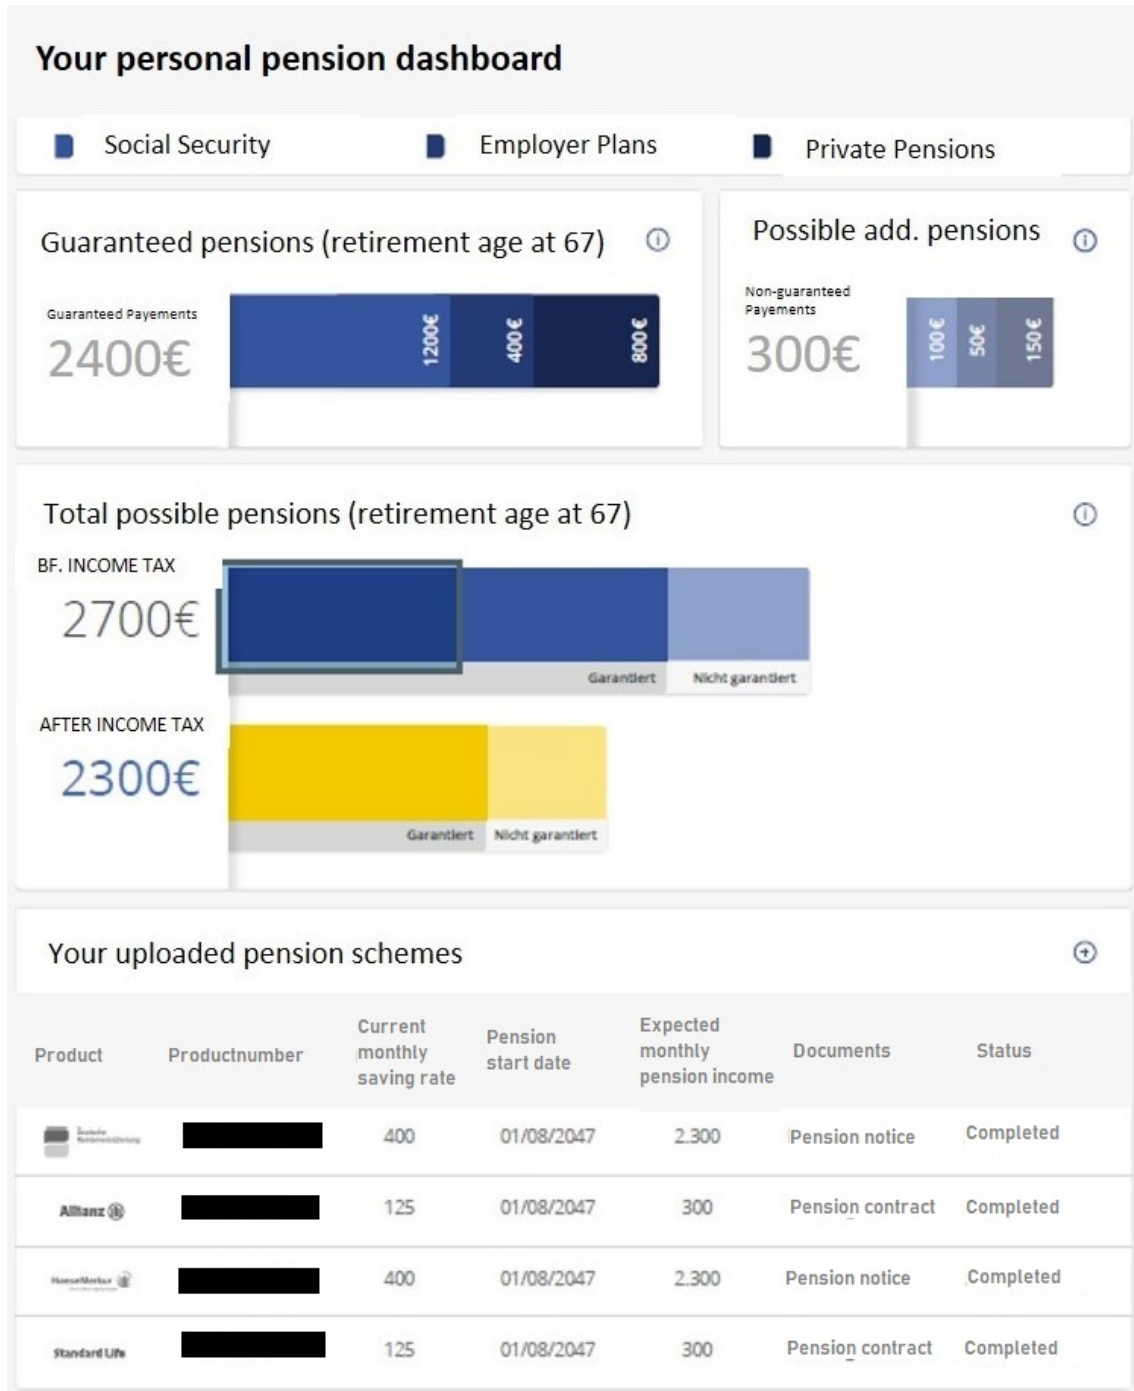 Your personal pension dashboard
Social Security
Employer Plans
Private Pensions
Guaranteed pensions (retirement age at 67)
Guaranteed Payements
2400€
1200€
400€
800€
Possible add. pensions
Non-guaranteed
Payements
300€
100€
50€
150€
Total possible pensions (retirement age at 67)
BF. INCOME TAX
2700€
Garantiert
Nicht garantiert
AFTER INCOME TAX
2300€
Garantiert
Nicht garantiert
Your uploaded pension schemes
Product
Productnumber
Current
monthly
saving rate
Pension
start date
Expected
monthly
pension income
Documents
Status
Deutsche
Rentenversicherung
400
01/08/2047
2.300
Pension notice
Completed
Allianz
125
01/08/2047
300
Pension contract
Completed
HanseMerkur
400
01/08/2047
2.300
Pension notice
Completed
Standard Life
125
01/08/2047
300
Pension contract
Completed